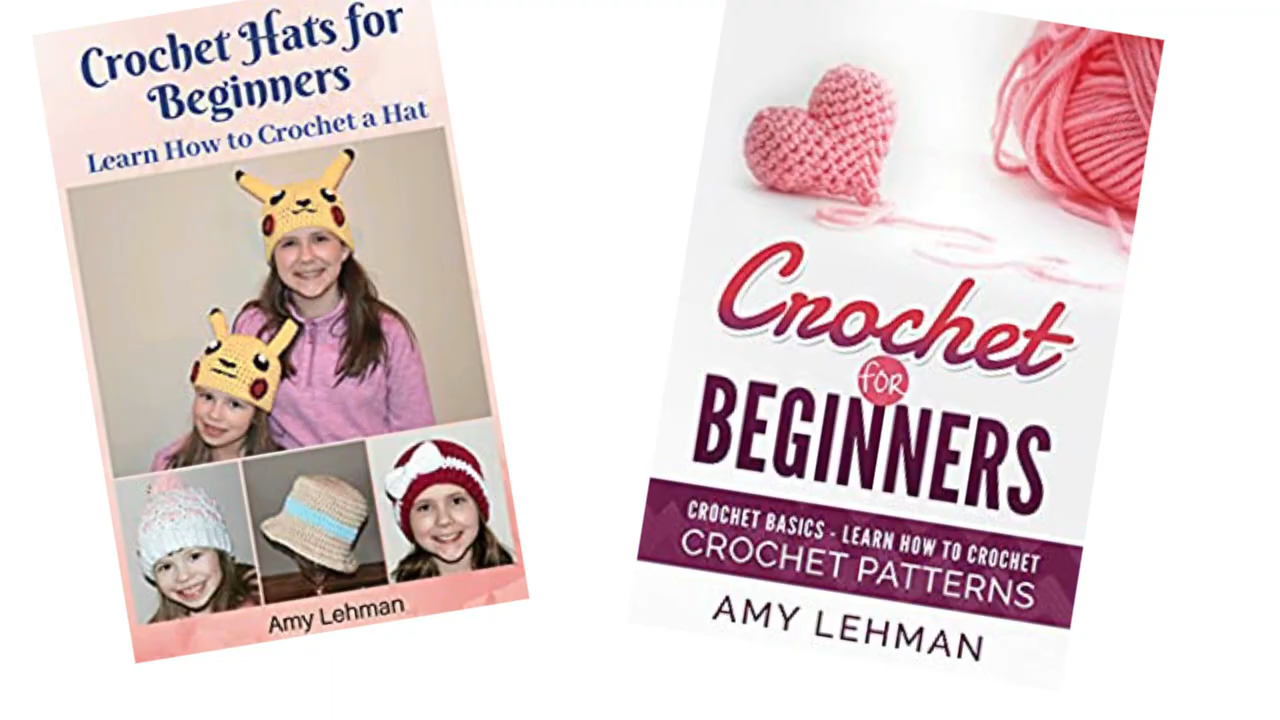 Crochet Hats for
Beginners
Learn How to Crochet a Hat
Amy Lehman
Crochet
for
BEGINNERS
CROCHET BASICS - LEARN HOW TO CROCHET
CROCHET PATTERNS
AMY LEHMAN